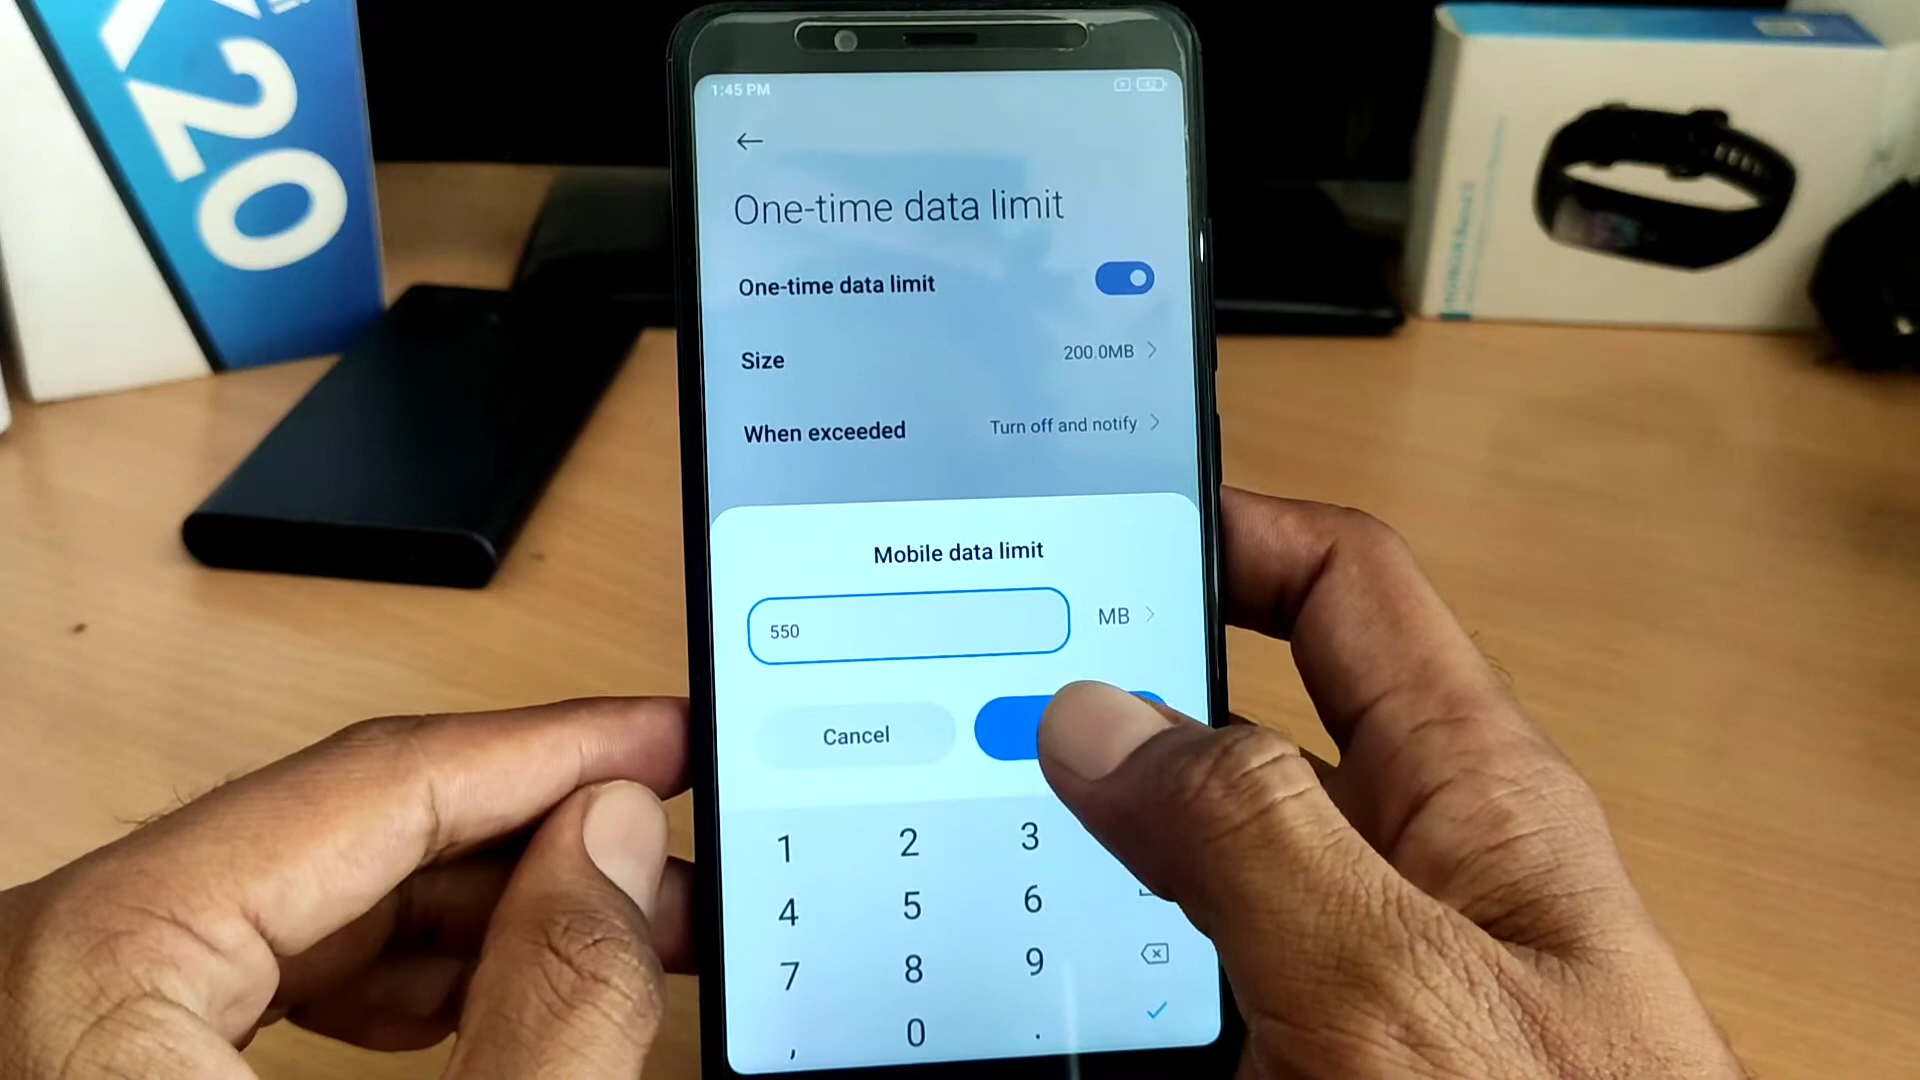 K20
1:45 PM
One-time data limit
One-time data limit
Size
200.0MB
When exceeded
Turn off and notify
Mobile data limit
550
MB
Cancel
1 2 3
4 5 6
7 8 9
, 0 .